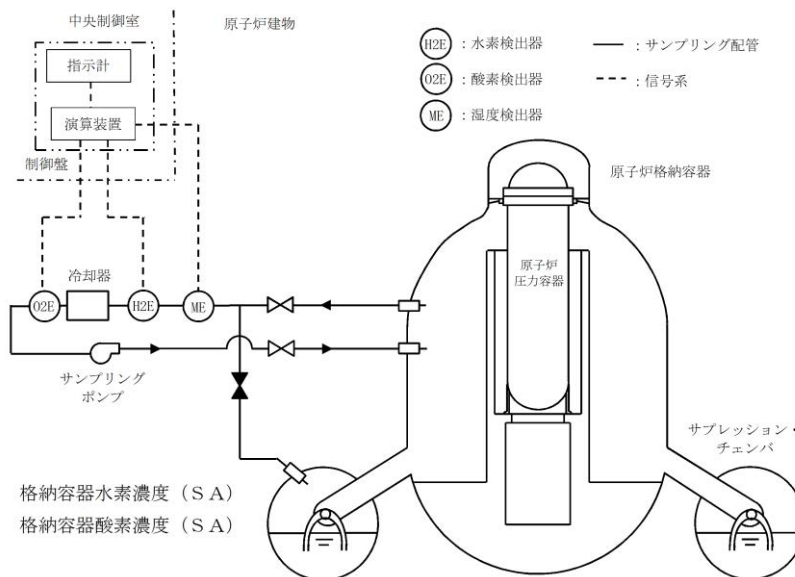 中央制御室
原子炉建物
指示計
演算装置
制御盤
H2E :水素検出器
O2E :酸素検出器
ME :湿度検出器
:サンプリング配管
:信号系
原子炉格納容器
原子炉
圧力容器
冷却器
O2E
H2E
ME
サンプリング
ポンプ
サプレッション・
チェンバ
格納容器水素濃度(SA)
格納容器酸素濃度(SA)